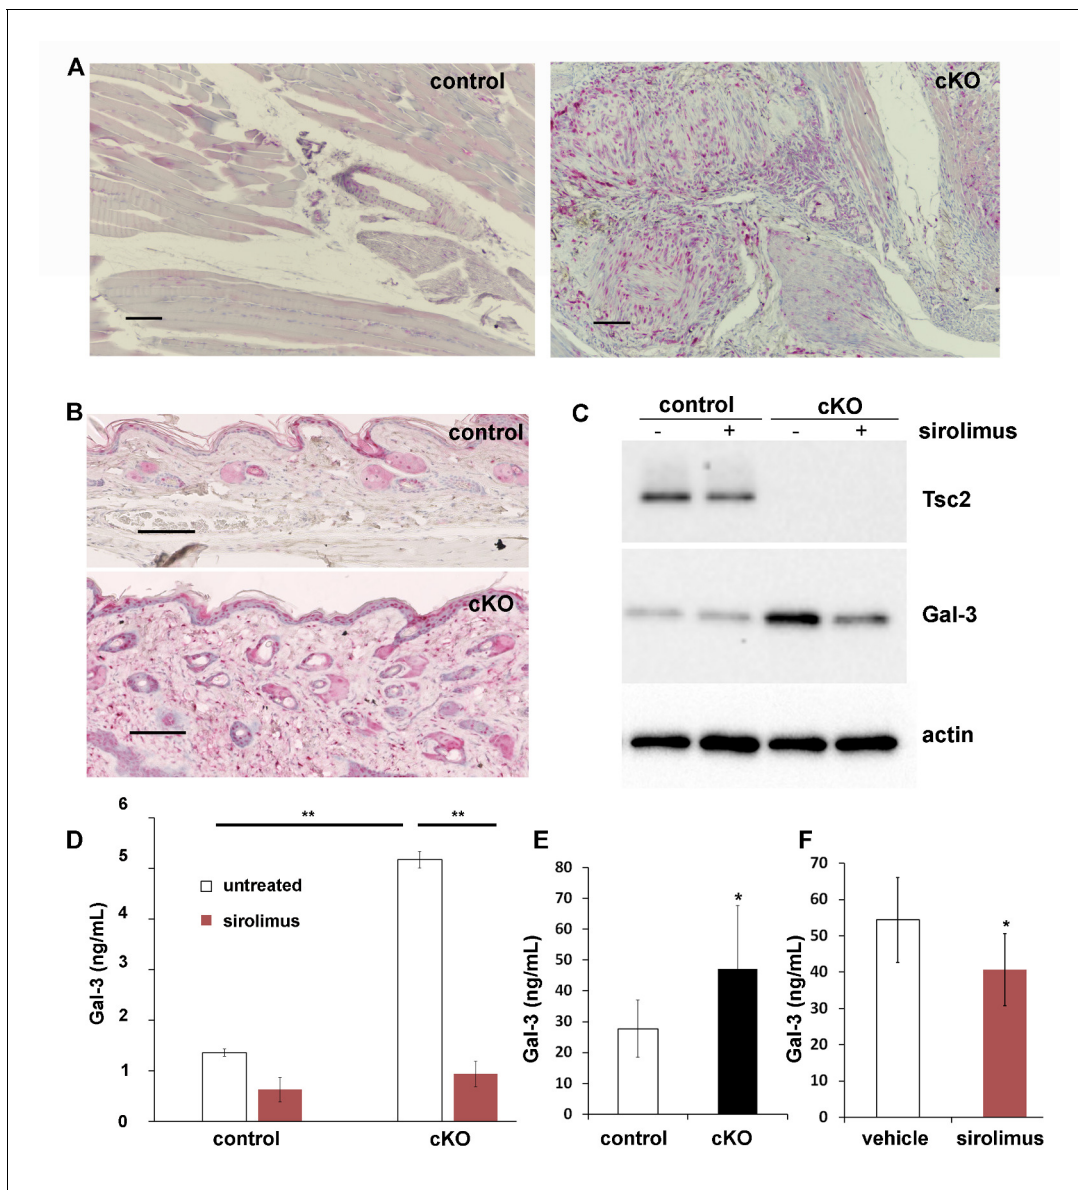 A
control
cKO
B
control
cKO
C
control cKO
- + - + sirolimus
Tsc2
Gal-3
actin
D
Gal-3 (ng/mL)
6
5
4
3
2
1
0
** **
untreated
sirolimus
control cKO
E
Gal-3 (ng/mL)
80
70
60
50
40
30
20
10
0
*
control cKO
F
Gal-3 (ng/mL)
70
60
50
40
30
20
10
0
*
vehicle sirolimus